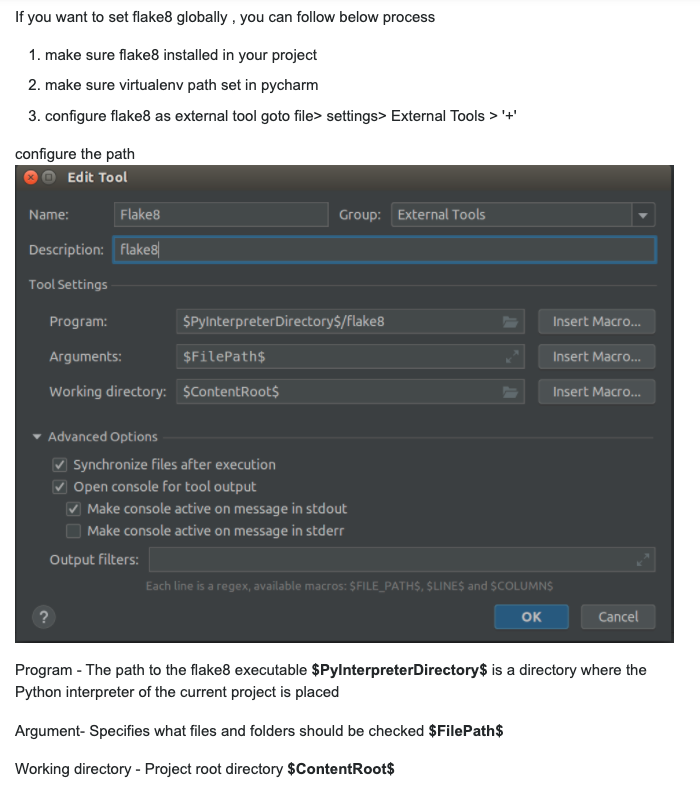 If you want to set flake8 globally , you can follow below process
1. make sure flake8 installed in your project
2. make sure virtualenv path set in pycharm
3. configure flake8 as external tool goto file> settings> External Tools > '+'
configure the path
Edit Tool
Name: Flake8 Group: External Tools
Description: flake8
Tool Settings
Program: $PyInterpreterDirectory$/flake8 Insert Macro...
Arguments: $FilePath$ Insert Macro...
Working directory: $ContentRoot$ Insert Macro...
Advanced Options
Synchronize files after execution
Open console for tool output
Make console active on message in stdout
Make console active on message in stderr
Output filters:
Each line is a regex, available macros: $FILE_PATH$, $LINE$ and $COLUMN$
? OK Cancel
Program - The path to the flake8 executable $PyInterpreterDirectory$ is a directory where the
Python interpreter of the current project is placed
Argument- Specifies what files and folders should be checked $FilePath$
Working directory - Project root directory $ContentRoot$